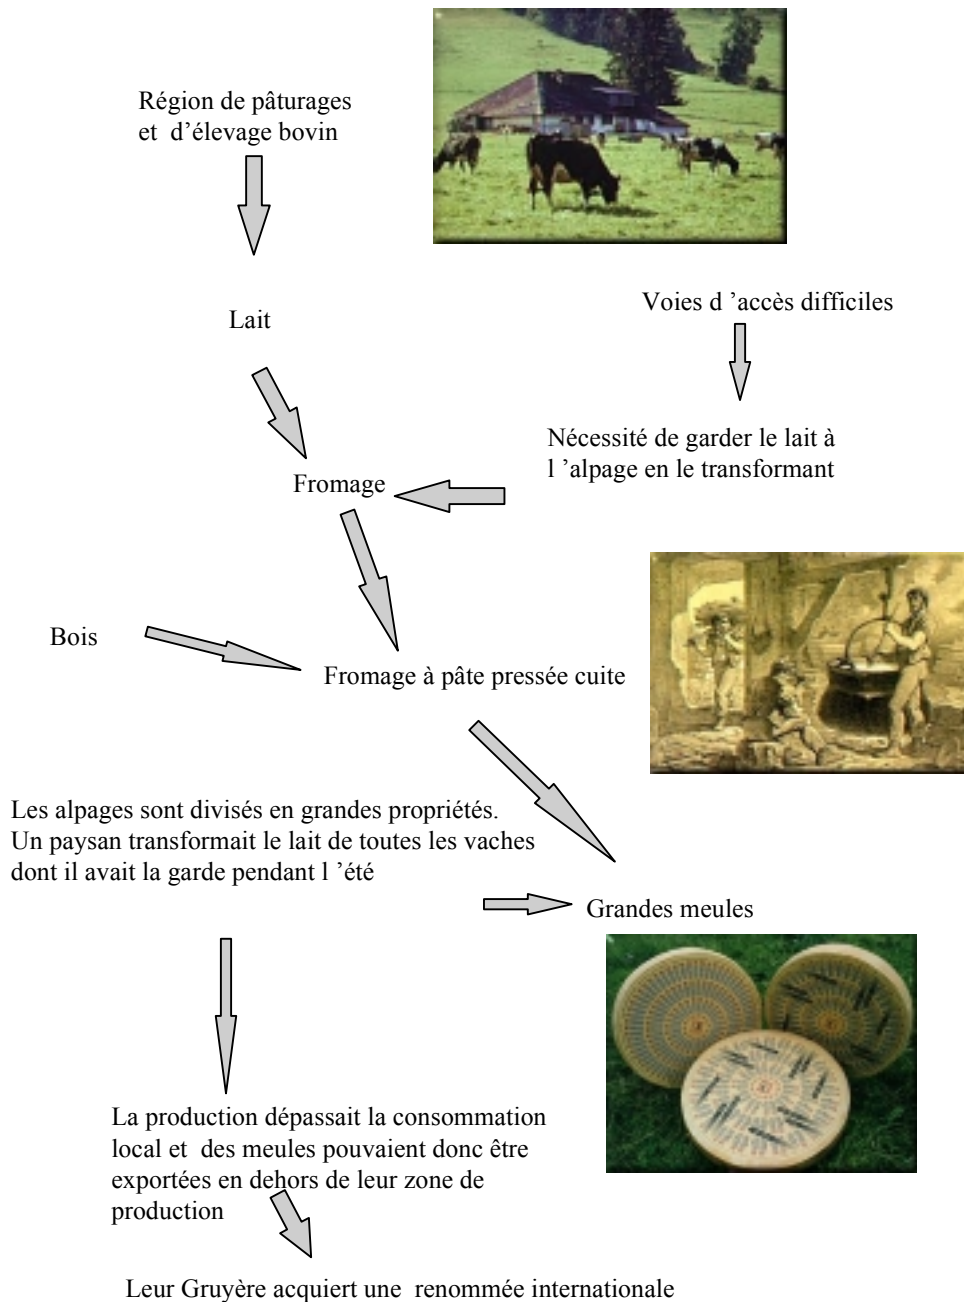 Région de pâturages
et d'élevage bovin
Lait
Voies d 'accès difficiles
Nécessité de garder le lait à
l 'alpage en le transformant
Fromage
Bois
Fromage à pâte pressée cuite
Les alpages sont divisés en grandes propriétés.
Un paysan transformait le lait de toutes les vaches
dont il avait la garde pendant l 'été
Grandes meules
La production dépassait la consommation
local et des meules pouvaient donc être
exportées en dehors de leur zone de
production
Leur Gruyère acquiert une renommée internationale